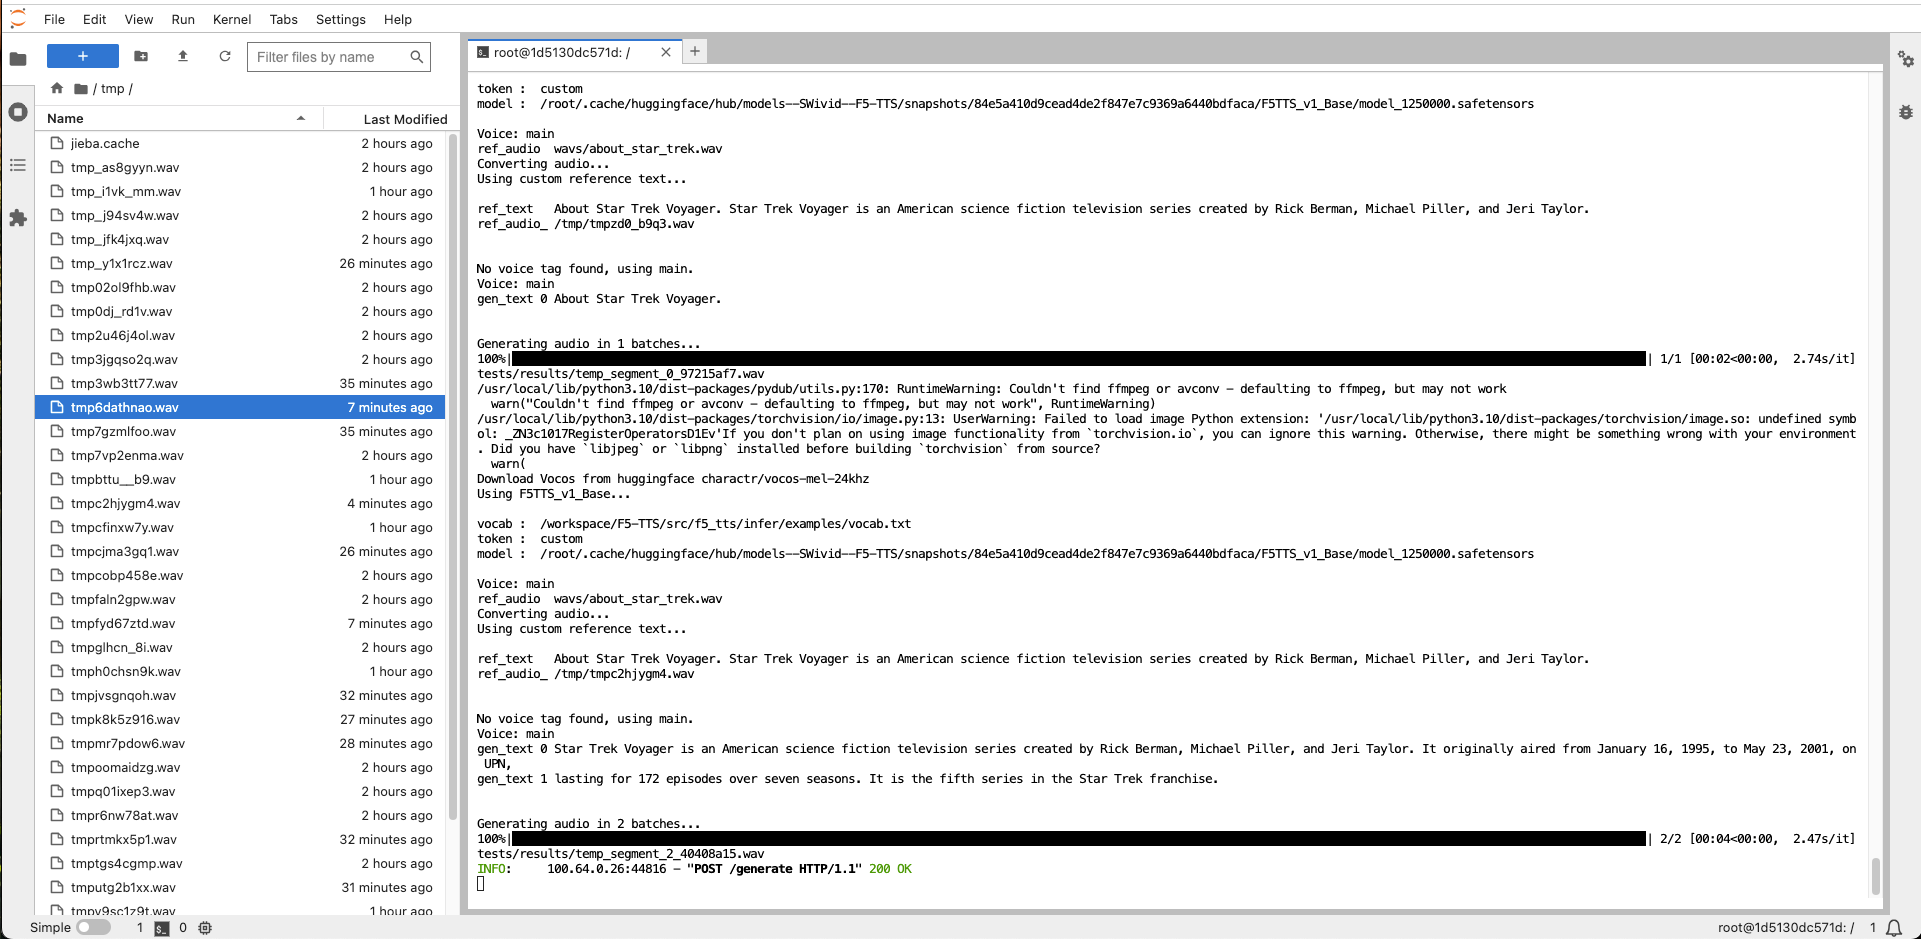 File Edit View Run Kernel Tabs Settings Help
+
Filter files by name
/ tmp /
Name Last Modified
jieba.cache 2 hours ago
tmp_as8gyyn.wav 2 hours ago
tmp_i1vk_mm.wav 1 hour ago
tmp_j94sv4w.wav 2 hours ago
tmp_jfk4jxq.wav 2 hours ago
tmp_y1x1rcz.wav 26 minutes ago
tmp02ol9fhb.wav 2 hours ago
tmp0dj_rd1v.wav 2 hours ago
tmp2u46j4ol.wav 2 hours ago
tmp3jgqso2q.wav 2 hours ago
tmp3wb3tt77.wav 35 minutes ago
tmp6dathnao.wav 7 minutes ago
tmp7gzmlfoo.wav 35 minutes ago
tmp7vp2enma.wav 2 hours ago
tmpbttu__b9.wav 1 hour ago
tmpc2hjygm4.wav 4 minutes ago
tmpcfinxw7y.wav 1 hour ago
tmpcjma3gq1.wav 26 minutes ago
tmpcobp458e.wav 2 hours ago
tmpfaln2gpw.wav 2 hours ago
tmpfyd67ztd.wav 7 minutes ago
tmpglhcn_8i.wav 2 hours ago
tmph0chsn9k.wav 1 hour ago
tmpjvsgnqoh.wav 32 minutes ago
tmpk8k5z916.wav 27 minutes ago
tmpmr7pdow6.wav 28 minutes ago
tmpoomaidzg.wav 2 hours ago
tmpq01ixep3.wav 2 hours ago
tmpr6nw78at.wav 2 hours ago
tmprtmkx5p1.wav 32 minutes ago
tmptgs4cgmp.wav 2 hours ago
tmputg2b1xx.wav 31 minutes ago
tmpv9sc1z9t.wav 1 hour ago
root@1d5130dc571d: /
token : custom
model : /root/.cache/huggingface/hub/models--SWivid--F5-TTS/snapshots/84e5a410d9cead4de2f847e7c9369a6440bdfaca/F5TTS_v1_Base/model_1250000.safetensors
Voice: main
ref_audio wavs/about_star_trek.wav
Converting audio...
Using custom reference text...
ref_text About Star Trek Voyager. Star Trek Voyager is an American science fiction television series created by Rick Berman, Michael Piller, and Jeri Taylor.
ref_audio_ /tmp/tmpzd0_b9q3.wav
No voice tag found, using main.
Voice: main
gen_text 0 About Star Trek Voyager.
Generating audio in 1 batches...
100%| | 1/1 [00:02<00:00, 2.74s/it]
tests/results/temp_segment_0_97215af7.wav
/usr/local/lib/python3.10/dist-packages/pydub/utils.py:170: RuntimeWarning: Couldn't find ffmpeg or avconv - defaulting to ffmpeg, but may not work
warn("Couldn't find ffmpeg or avconv - defaulting to ffmpeg, but may not work", RuntimeWarning)
/usr/local/lib/python3.10/dist-packages/torchvision/io/image.py:13: UserWarning: Failed to load image Python extension: '/usr/local/lib/python3.10/dist-packages/torchvision/image.so: undefined symb
ol: _ZN3c1017RegisterOperatorsD1Ev'If you don't plan on using image functionality from `torchvision.io`, you can ignore this warning. Otherwise, there might be something wrong with your environment
. Did you have `libjpeg` or `libpng` installed before building `torchvision` from source?
warn(
Download Vocos from huggingface charactr/vocos-mel-24khz
Using F5TTS_v1_Base...
vocab : /workspace/F5-TTS/src/f5_tts/infer/examples/vocab.txt
token : custom
model : /root/.cache/huggingface/hub/models--SWivid--F5-TTS/snapshots/84e5a410d9cead4de2f847e7c9369a6440bdfaca/F5TTS_v1_Base/model_1250000.safetensors
Voice: main
ref_audio wavs/about_star_trek.wav
Converting audio...
Using custom reference text...
ref_text About Star Trek Voyager. Star Trek Voyager is an American science fiction television series created by Rick Berman, Michael Piller, and Jeri Taylor.
ref_audio_ /tmp/tmpc2hjygm4.wav
No voice tag found, using main.
Voice: main
gen_text 0 Star Trek Voyager is an American science fiction television series created by Rick Berman, Michael Piller, and Jeri Taylor. It originally aired from January 16, 1995, to May 23, 2001, on
UPN,
gen_text 1 lasting for 172 episodes over seven seasons. It is the fifth series in the Star Trek franchise.
Generating audio in 2 batches...
100%| | 2/2 [00:04<00:00, 2.47s/it]
tests/results/temp_segment_2_40408a15.wav
INFO: 100.64.0.26:44816 - "POST /generate HTTP/1.1" 200 OK
Simple 1 0 root@1d5130dc571d: / 1